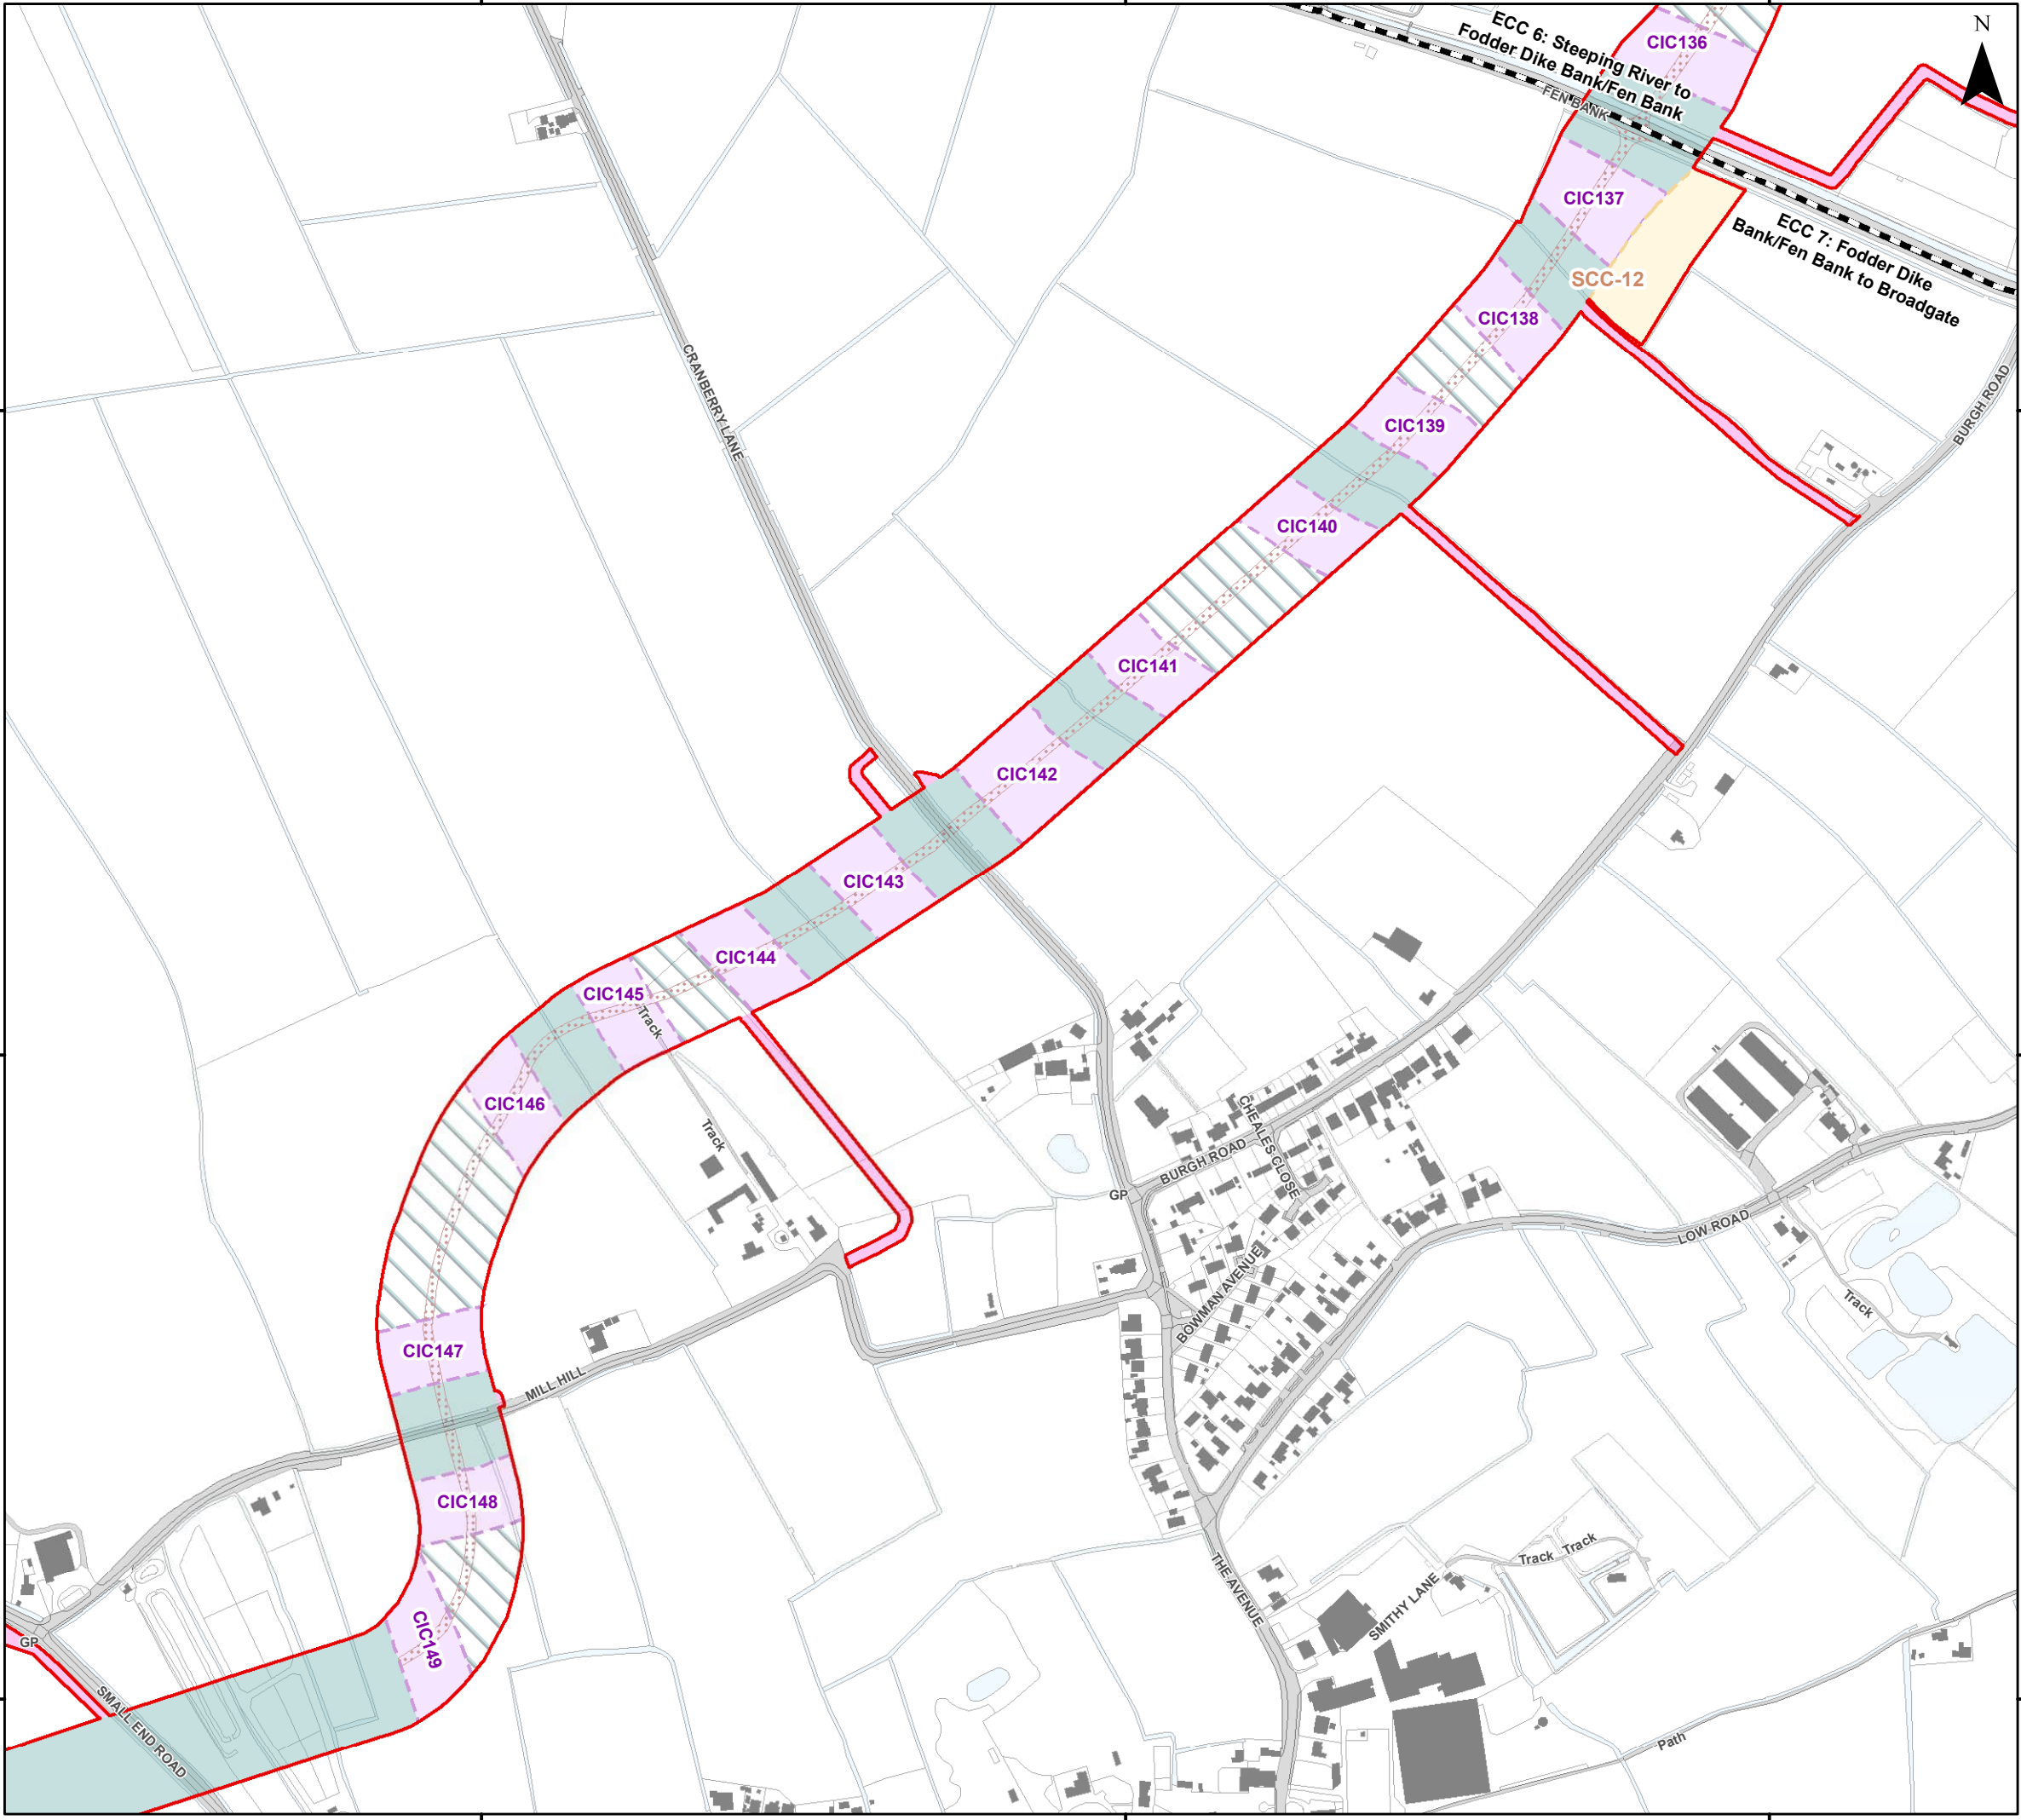 N
ECC 6: Steeping River to
Fodder Dike Bank/Fen Bank
CIC136
FEN BANK
CIC137
ECC 7: Fodder Dike
Bank/Fen Bank to Broadgate
SCC-12
CIC138
CRANBERRY LANE
BURGH ROAD
CIC139
CIC140
CIC141
CIC142
CIC143
CIC144
CIC145
Track
CIC146
Track
CHEALES CLOSE
BURGH ROAD
GP
LOW ROAD
BOWMAN AVENUE
Track
CIC147
MILL HILL
CIC148
Track
Track
THE AVENUE
SMITHY LANE
CIC149
GP
SMALL END ROAD
Path